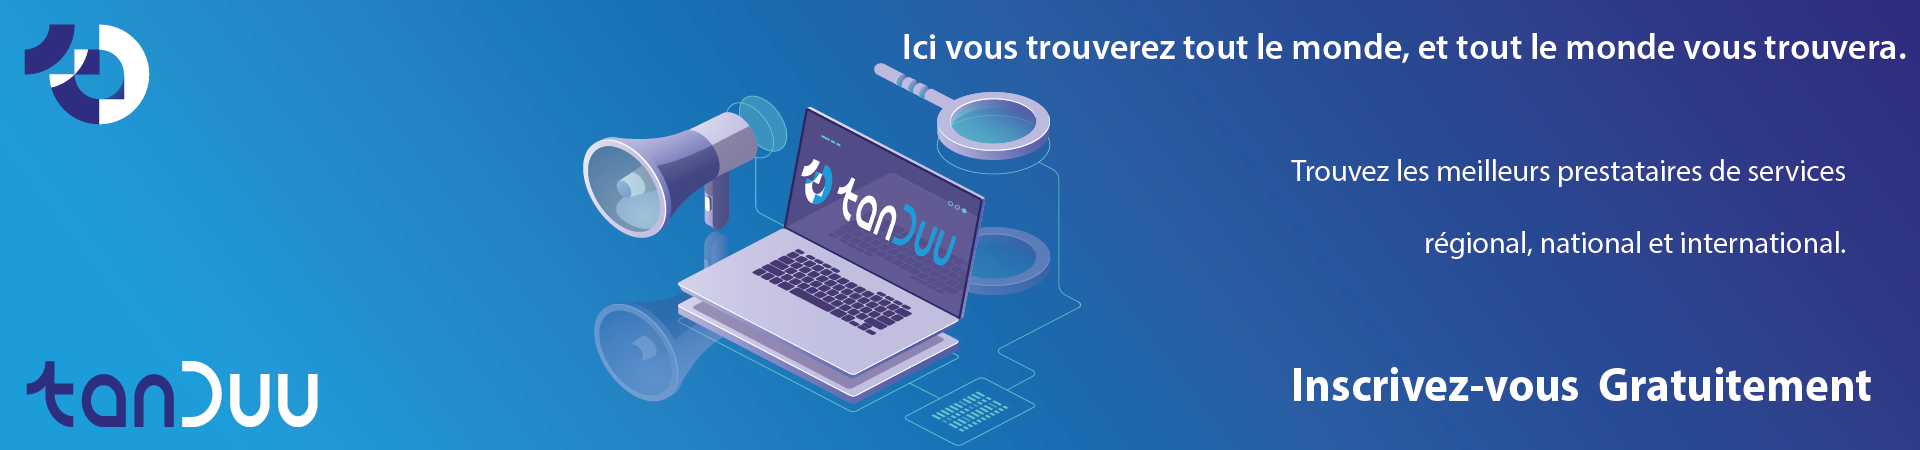 Ici vous trouverez tout le monde, et tout le monde vous trouvera.
tanDuu
Trouvez les meilleurs prestataires de services
régional, national et international.
Inscrivez-vous Gratuitement
tanDuu